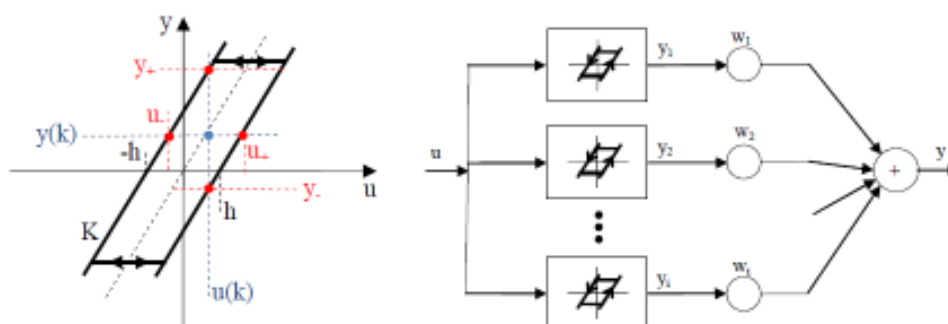 y
y₊
u₋
y(k)
-h
u₊
u
y₋
h
K
u(k)
u
y₁
w₁
y₂
w₂
yᵢ
wᵢ
+
y